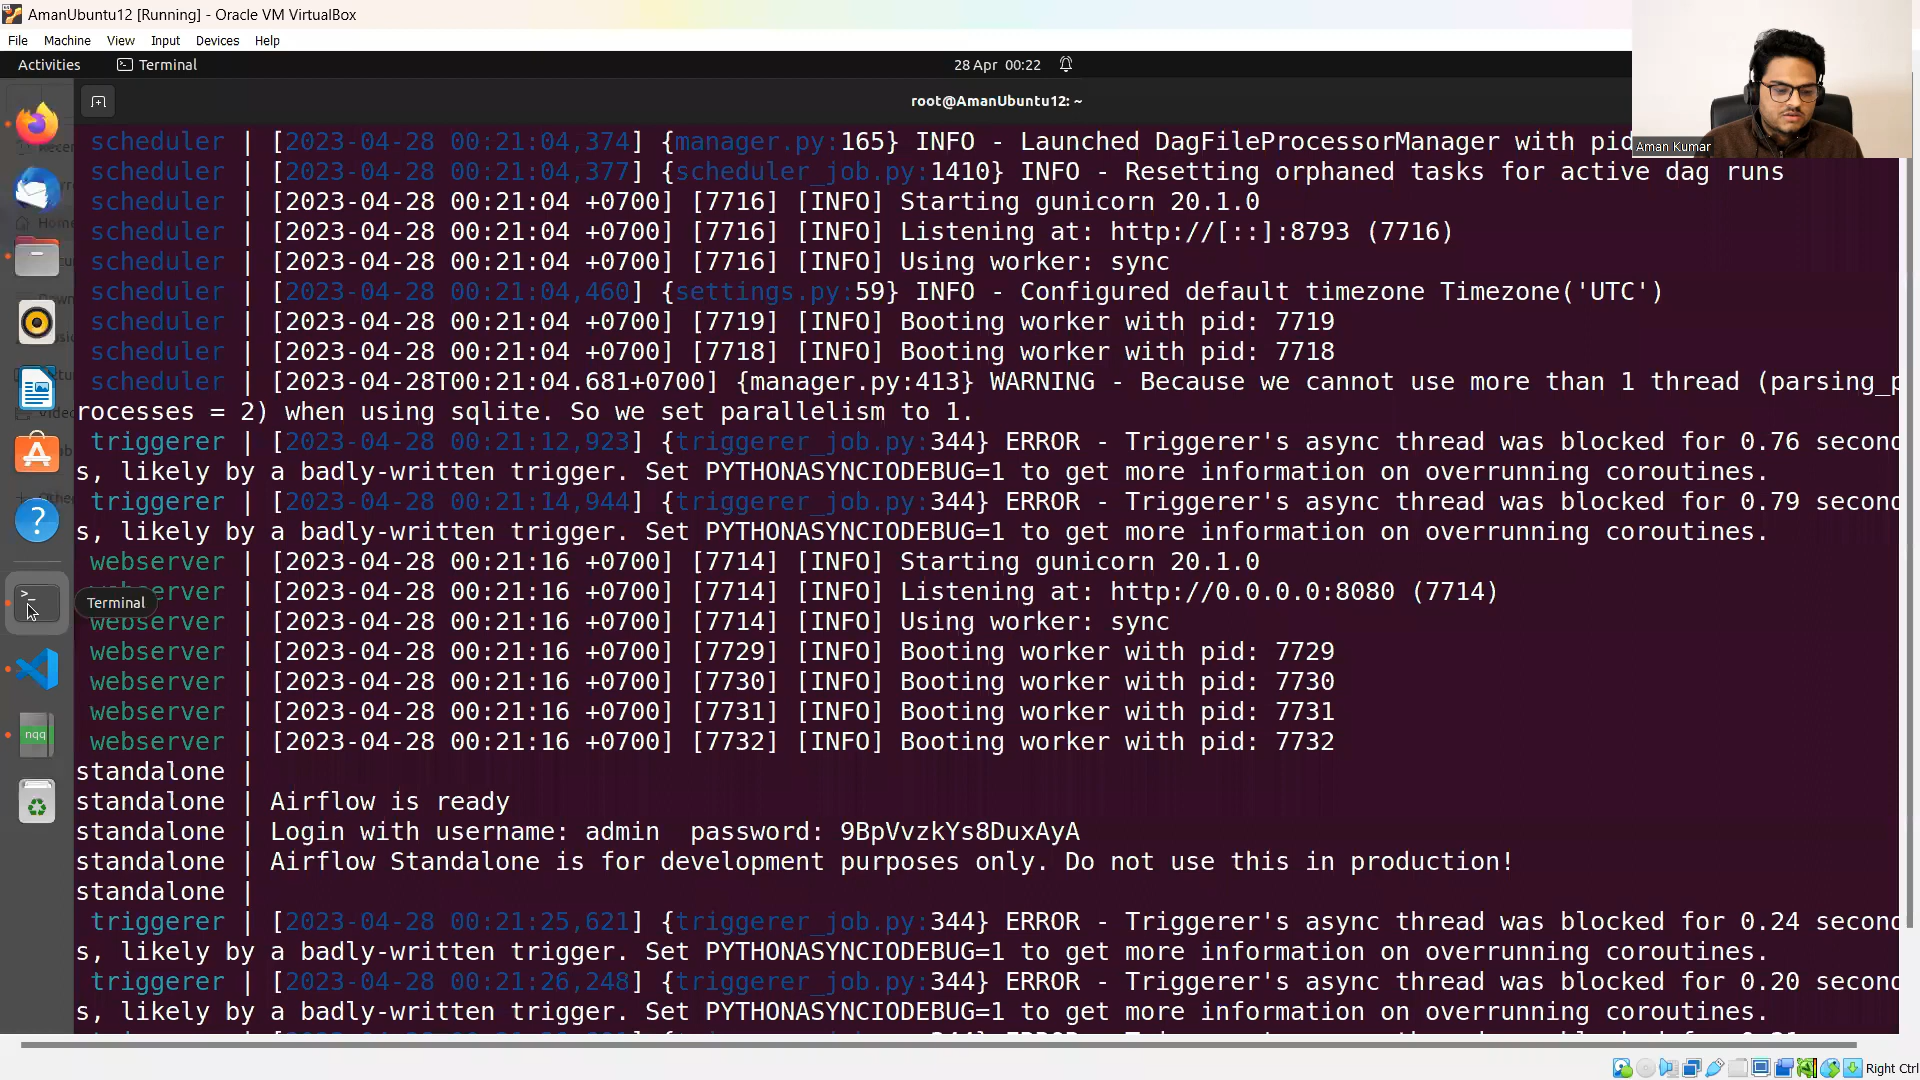 AmanUbuntu12 [Running] - Oracle VM VirtualBox
File Machine View Input Devices Help
Activities Terminal 28 Apr 00:22
root@AmanUbuntu12: ~
Aman Kumar
scheduler | [2023-04-28 00:21:04,374] {manager.py:165} INFO - Launched DagFileProcessorManager with pid
scheduler | [2023-04-28 00:21:04,377] {scheduler_job.py:1410} INFO - Resetting orphaned tasks for active dag runs
scheduler | [2023-04-28 00:21:04 +0700] [7716] [INFO] Starting gunicorn 20.1.0
scheduler | [2023-04-28 00:21:04 +0700] [7716] [INFO] Listening at: http://[::]:8793 (7716)
scheduler | [2023-04-28 00:21:04 +0700] [7716] [INFO] Using worker: sync
scheduler | [2023-04-28 00:21:04,460] {settings.py:59} INFO - Configured default timezone Timezone('UTC')
scheduler | [2023-04-28 00:21:04 +0700] [7719] [INFO] Booting worker with pid: 7719
scheduler | [2023-04-28 00:21:04 +0700] [7718] [INFO] Booting worker with pid: 7718
scheduler | [2023-04-28T00:21:04.681+0700] {manager.py:413} WARNING - Because we cannot use more than 1 thread (parsing_p
rocesses = 2) when using sqlite. So we set parallelism to 1.
triggerer | [2023-04-28 00:21:12,923] {triggerer_job.py:344} ERROR - Triggerer's async thread was blocked for 0.76 second
s, likely by a badly-written trigger. Set PYTHONASYNCIODEBUG=1 to get more information on overrunning coroutines.
triggerer | [2023-04-28 00:21:14,944] {triggerer_job.py:344} ERROR - Triggerer's async thread was blocked for 0.79 second
s, likely by a badly-written trigger. Set PYTHONASYNCIODEBUG=1 to get more information on overrunning coroutines.
webserver | [2023-04-28 00:21:16 +0700] [7714] [INFO] Starting gunicorn 20.1.0
webserver | [2023-04-28 00:21:16 +0700] [7714] [INFO] Listening at: http://0.0.0.0:8080 (7714)
Terminal
webserver | [2023-04-28 00:21:16 +0700] [7714] [INFO] Using worker: sync
webserver | [2023-04-28 00:21:16 +0700] [7729] [INFO] Booting worker with pid: 7729
webserver | [2023-04-28 00:21:16 +0700] [7730] [INFO] Booting worker with pid: 7730
webserver | [2023-04-28 00:21:16 +0700] [7731] [INFO] Booting worker with pid: 7731
nqq
webserver | [2023-04-28 00:21:16 +0700] [7732] [INFO] Booting worker with pid: 7732
standalone |
standalone | Airflow is ready
standalone | Login with username: admin password: 9BpVvzkYs8DuxAyA
standalone | Airflow Standalone is for development purposes only. Do not use this in production!
standalone |
triggerer | [2023-04-28 00:21:25,621] {triggerer_job.py:344} ERROR - Triggerer's async thread was blocked for 0.24 second
s, likely by a badly-written trigger. Set PYTHONASYNCIODEBUG=1 to get more information on overrunning coroutines.
triggerer | [2023-04-28 00:21:26,248] {triggerer_job.py:344} ERROR - Triggerer's async thread was blocked for 0.20 second
s, likely by a badly-written trigger. Set PYTHONASYNCIODEBUG=1 to get more information on overrunning coroutines.
Right Ctrl